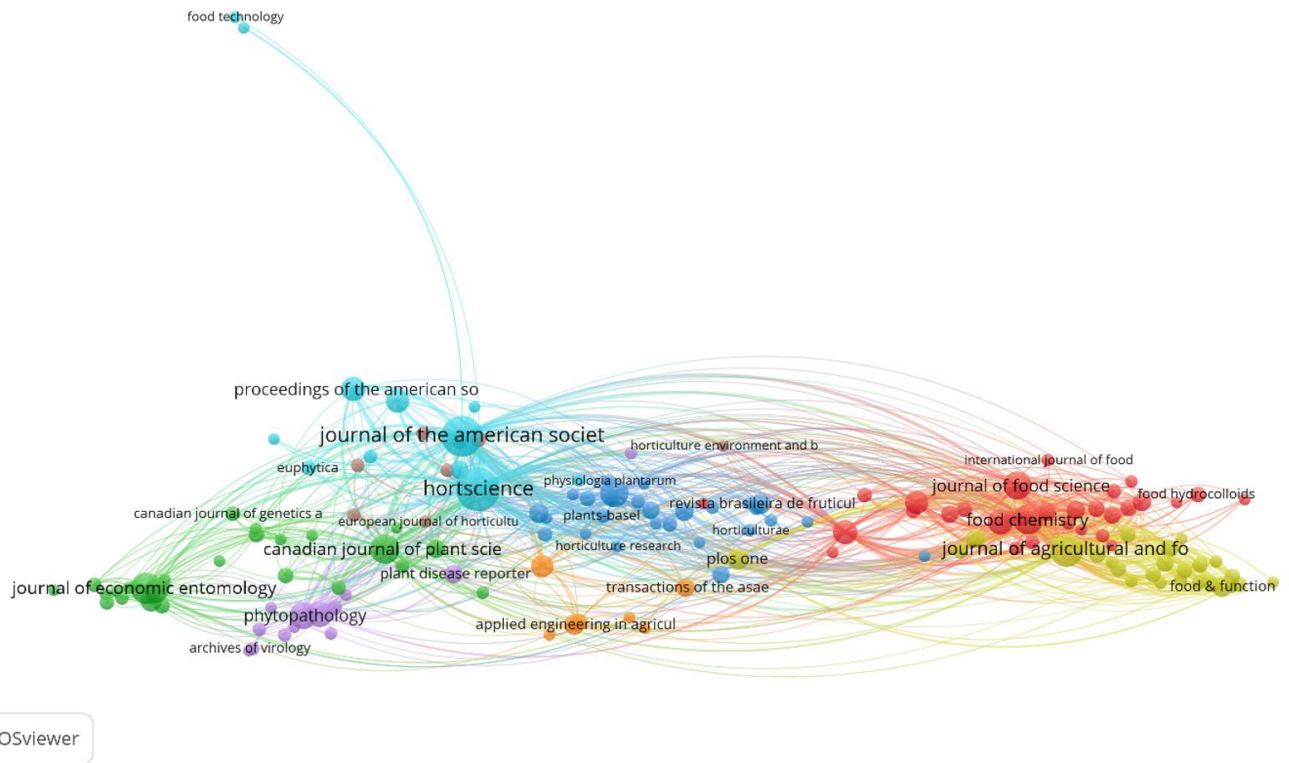 food technology
proceedings of the american so
journal of the american societ
horticulture environment and b
international journal of food
euphytica
physiologia plantarum
hortscience
journal of food science
food hydrocolloids
revista brasileira de fruticul
canadian journal of genetics a
european journal of horticultu
plants-basel
food chemistry
horticulturae
canadian journal of plant scie
horticulture research
journal of agricultural and fo
plos one
plant disease reporter
journal of economic entomology
transactions of the asae
food & function
phytopathology
applied engineering in agricul
archives of virology
OSviewer